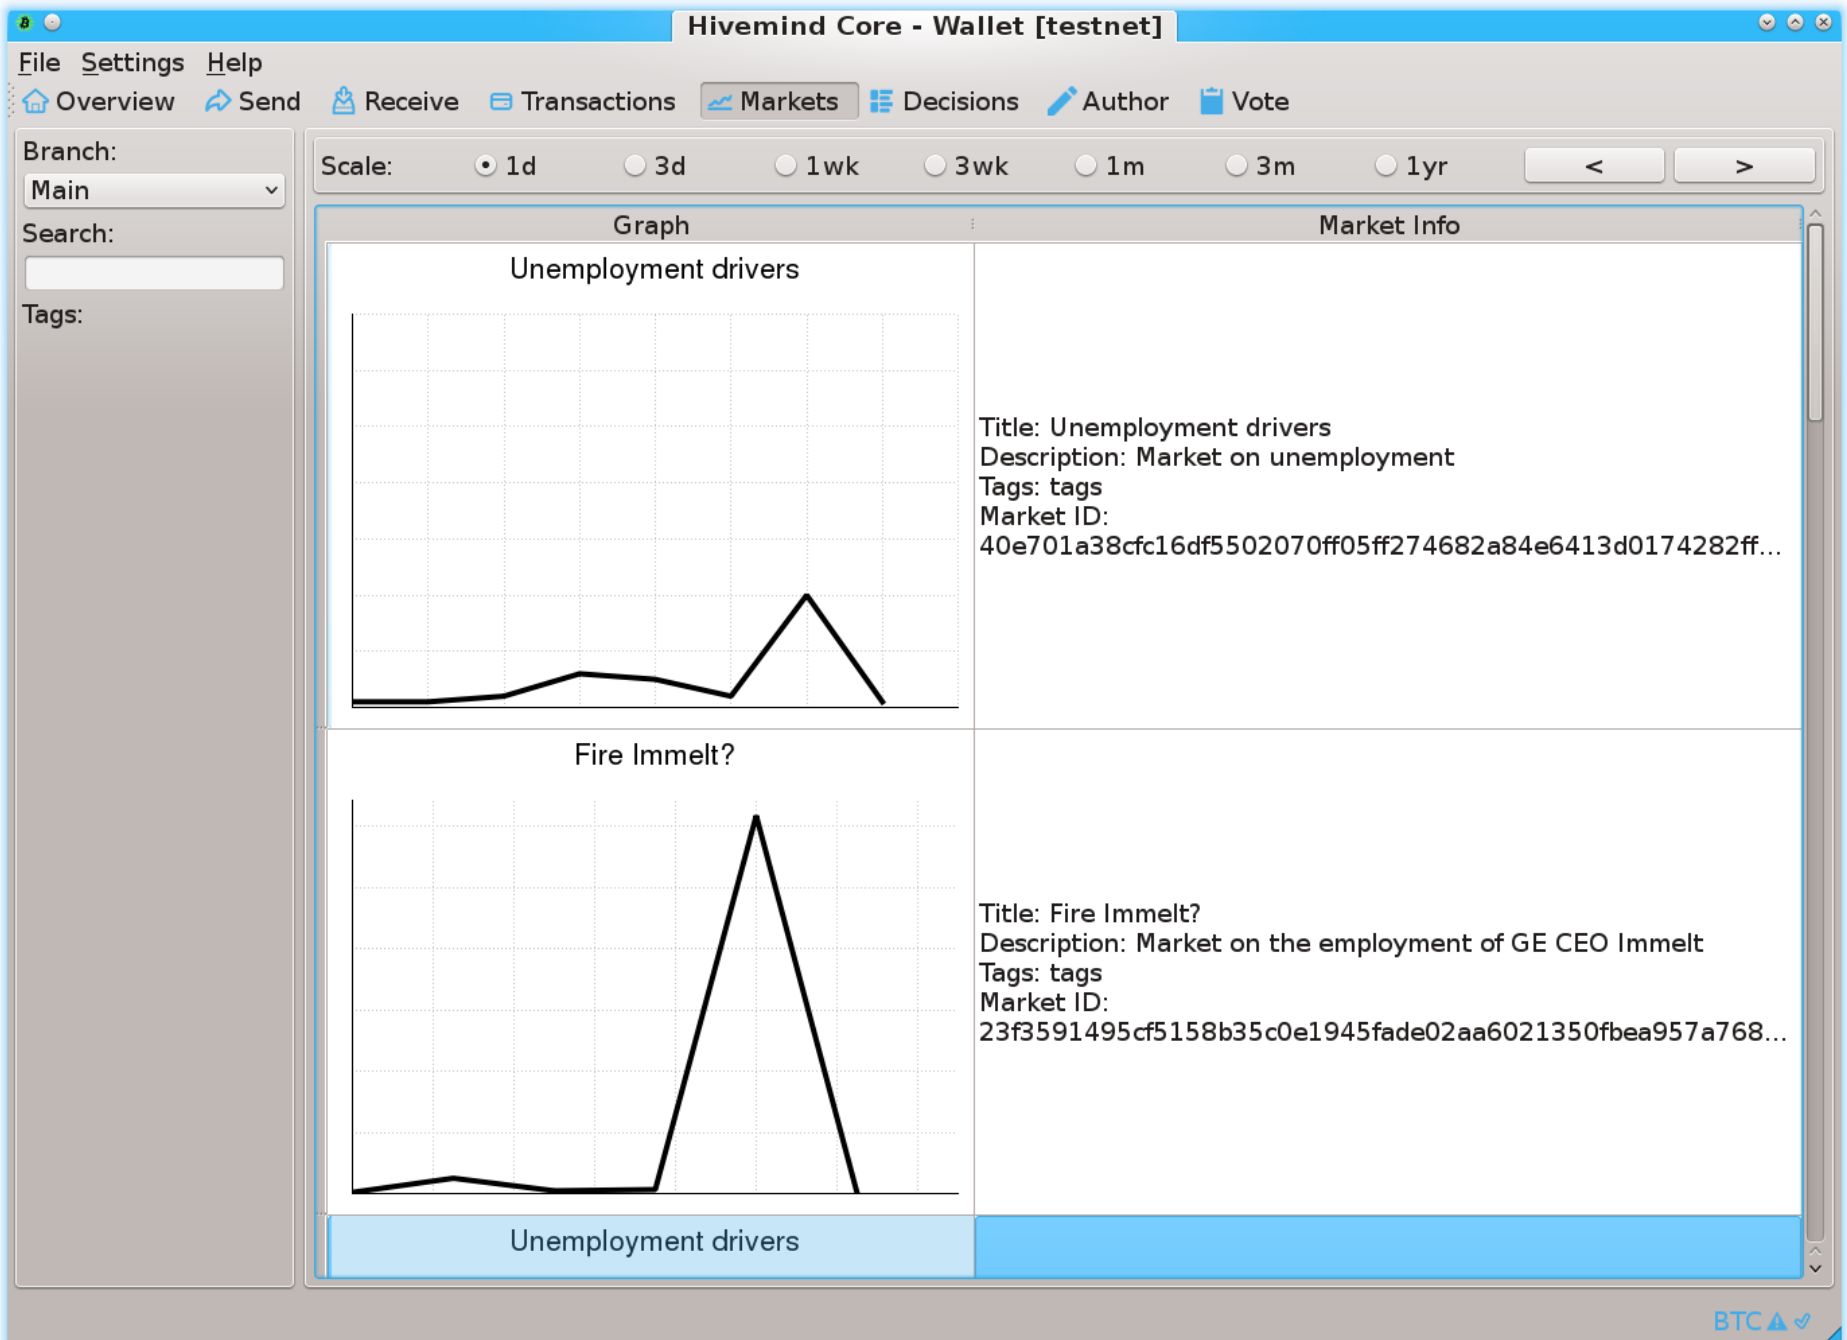 Hivemind Core - Wallet [testnet]
File Settings Help
Overview Send Receive Transactions Markets Decisions Author Vote
Branch:
Main
Search:
Tags:
Scale: 1d 3d 1wk 3wk 1m 3m 1yr < >
Graph Market Info
Unemployment drivers
Title: Unemployment drivers
Description: Market on unemployment
Tags: tags
Market ID:
40e701a38cfc16df5502070ff05ff274682a84e6413d0174282ff...
Fire Immelt?
Title: Fire Immelt?
Description: Market on the employment of GE CEO Immelt
Tags: tags
Market ID:
23f3591495cf5158b35c0e1945fade02aa6021350fbea957a768...
Unemployment drivers
BTC